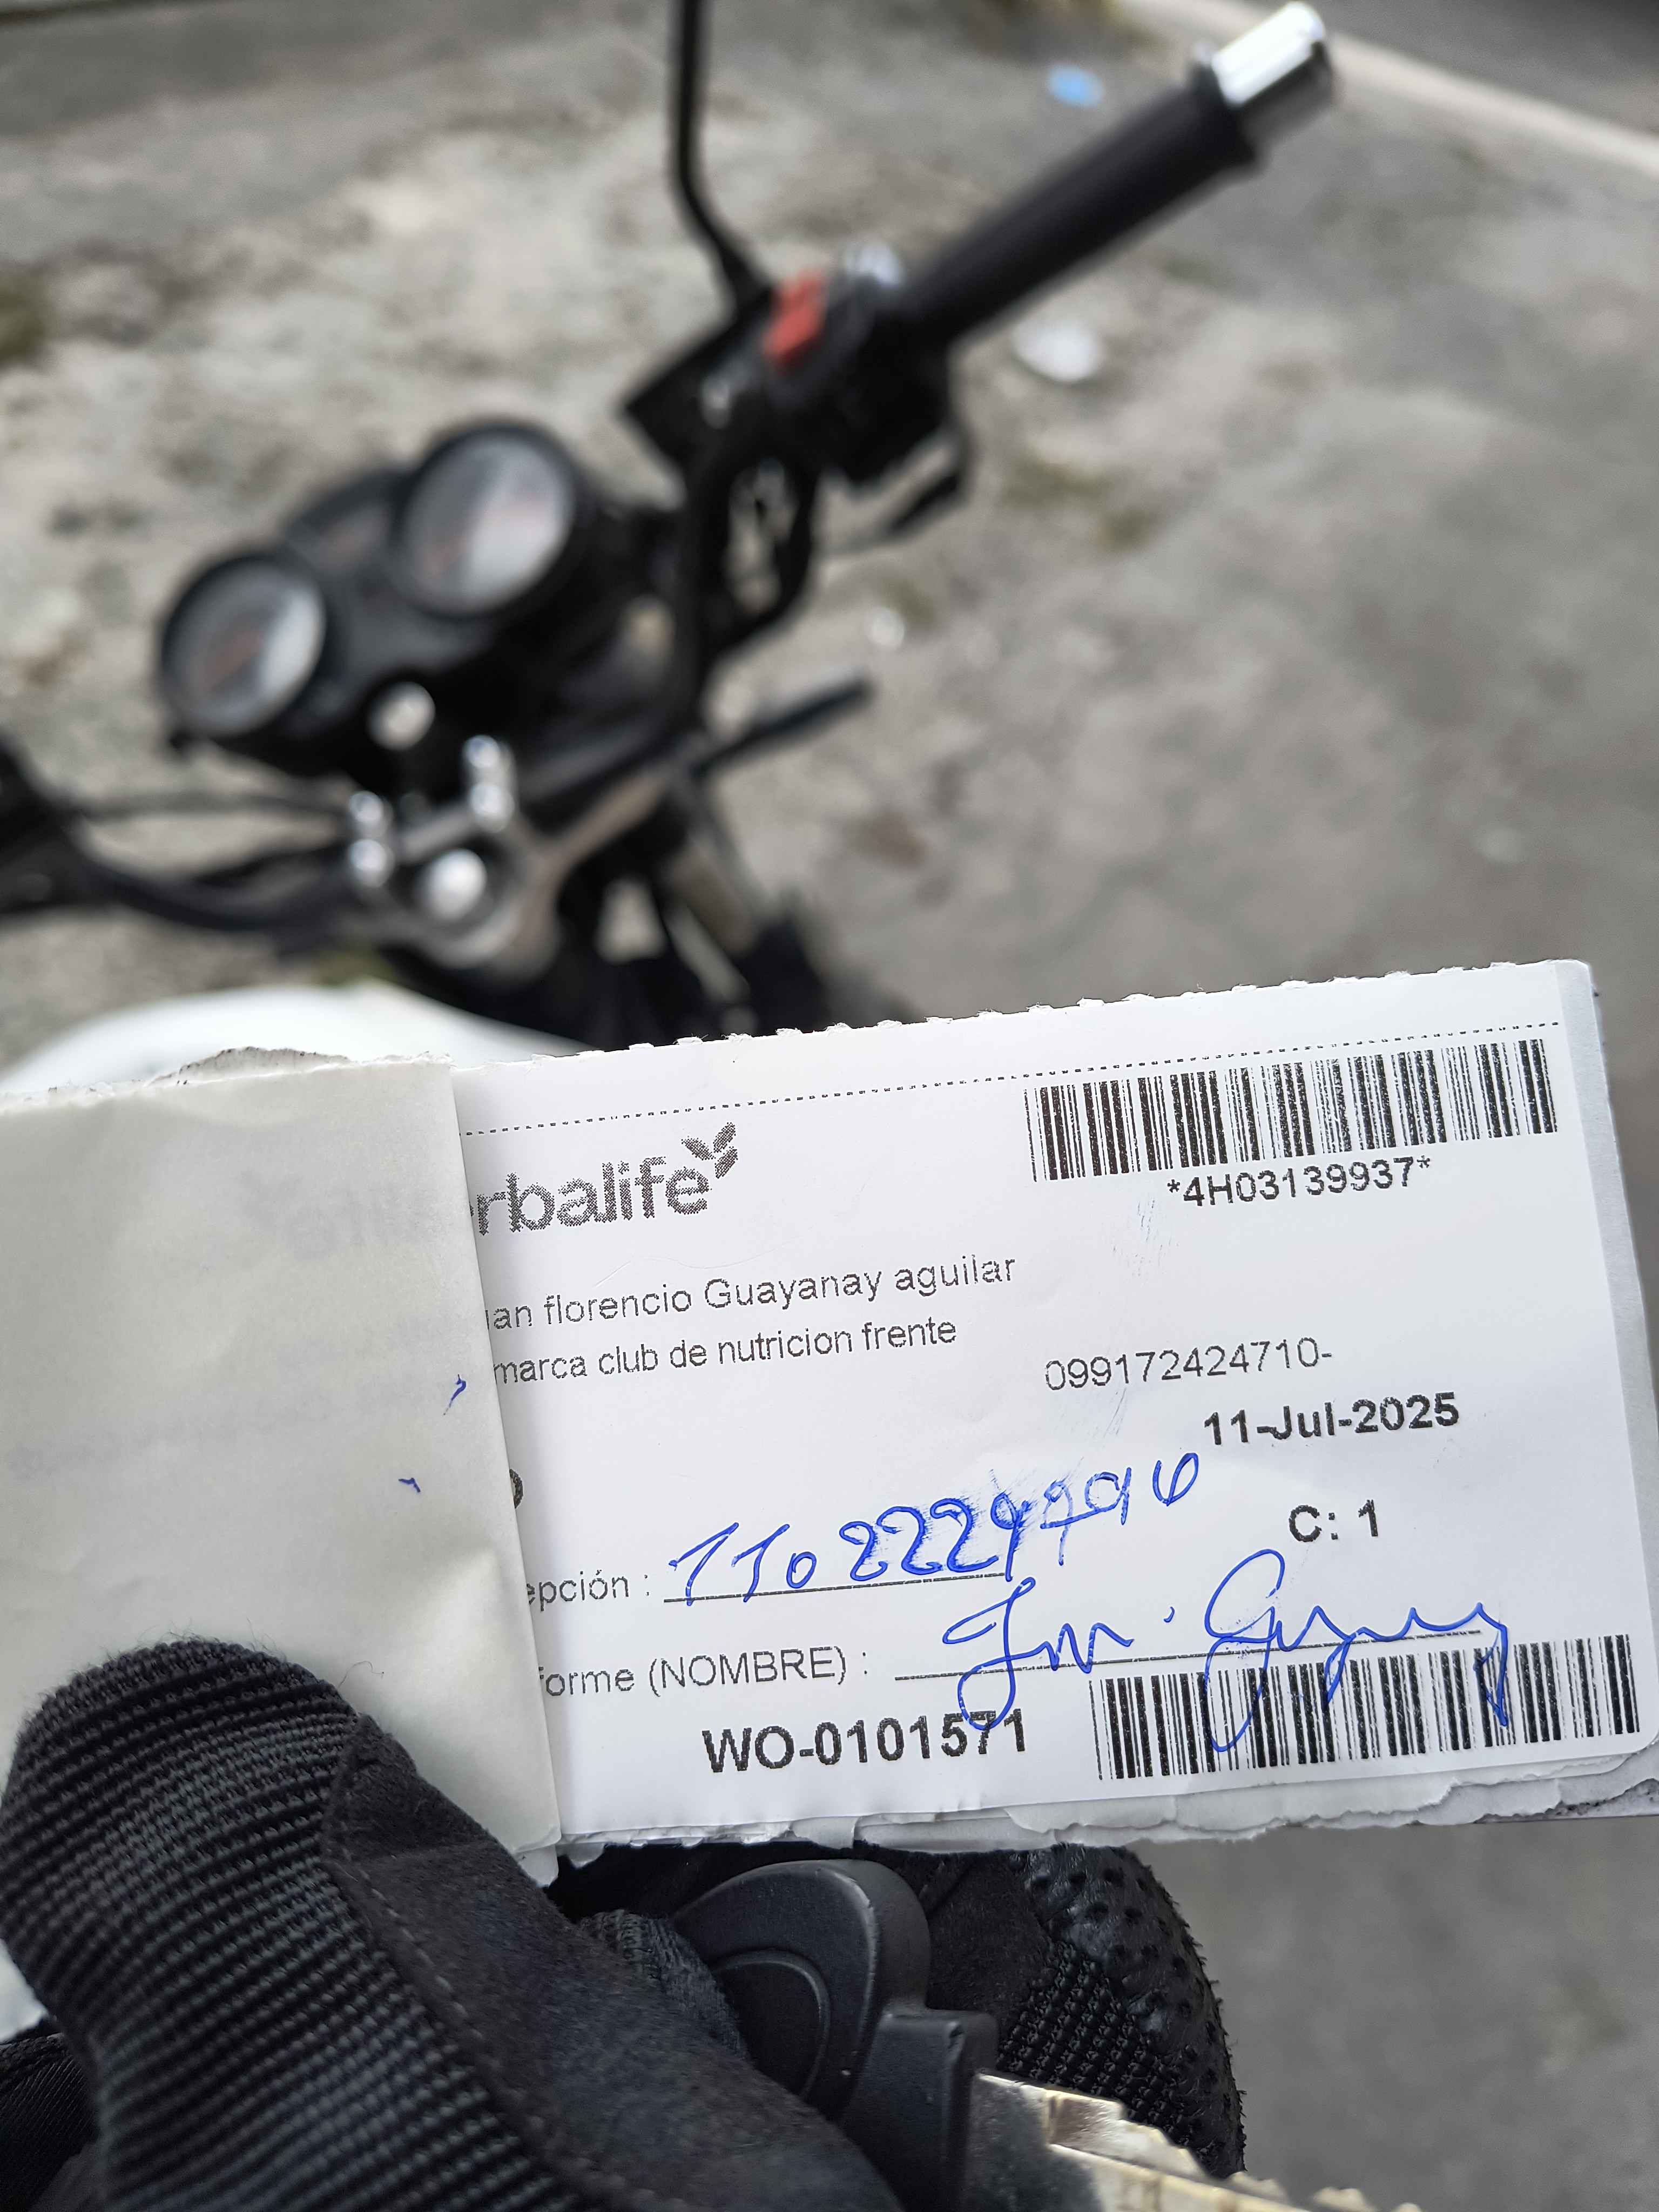 rbalife
*4H03139937*
an florencio Guayanay aguilar
marca club de nutricion frente
099172424710-
11-Jul-2025
C: 1
epción :
forme (NOMBRE) :
WO-0101571